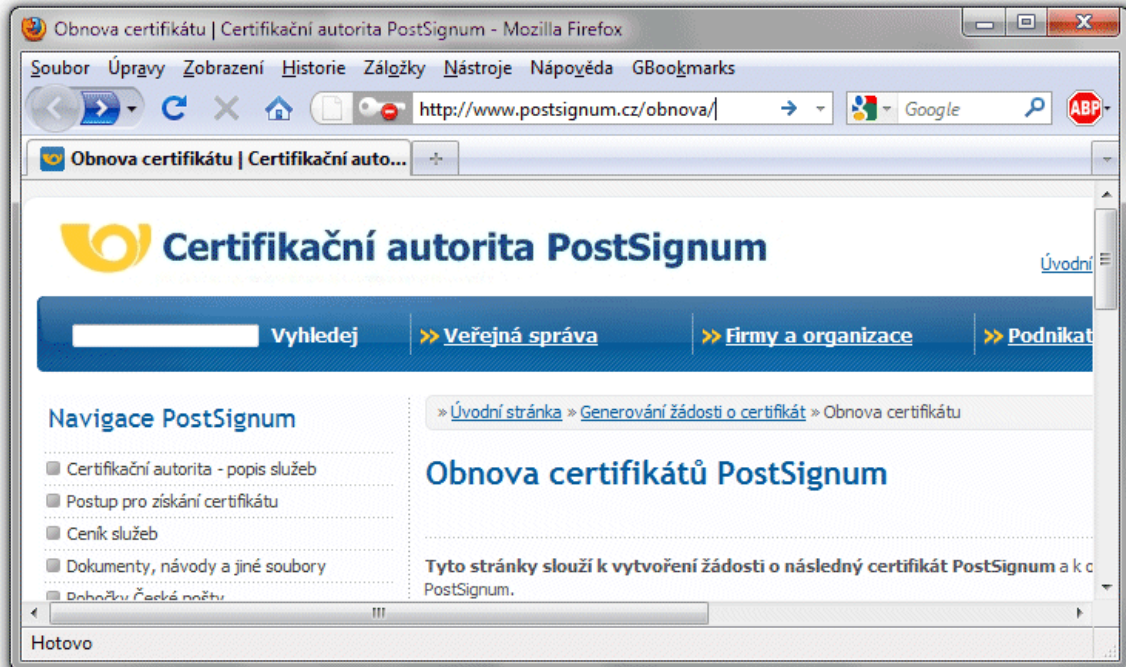 Obnova certifikátu | Certifikační autorita PostSignum - Mozilla Firefox
Soubor Úpravy Zobrazení Historie Záložky Nástroje Nápověda GBookmarks
http://www.postsignum.cz/obnova/ Google ABP
Obnova certifikátu | Certifikační auto...
Certifikační autorita PostSignum
Úvodní
Vyhledej >> Veřejná správa >> Firmy a organizace >> Podnikat
Navigace PostSignum
» Úvodní stránka » Generování žádosti o certifikát » Obnova certifikátu
Certifikační autorita - popis služeb
Obnova certifikátů PostSignum
Postup pro získání certifikátu
Ceník služeb
Dokumenty, návody a jiné soubory
Tyto stránky slouží k vytvoření žádosti o následný certifikát PostSignum a k
PostSignum.
Pobočky České pošty
Hotovo